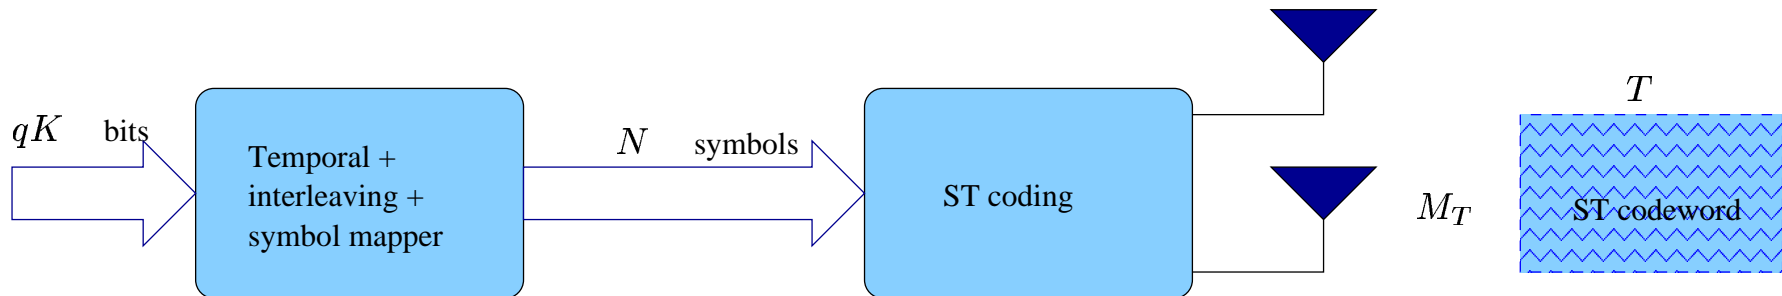 qK bits
Temporal +
interleaving +
symbol mapper
N symbols
ST coding
M_T
T
ST codeword